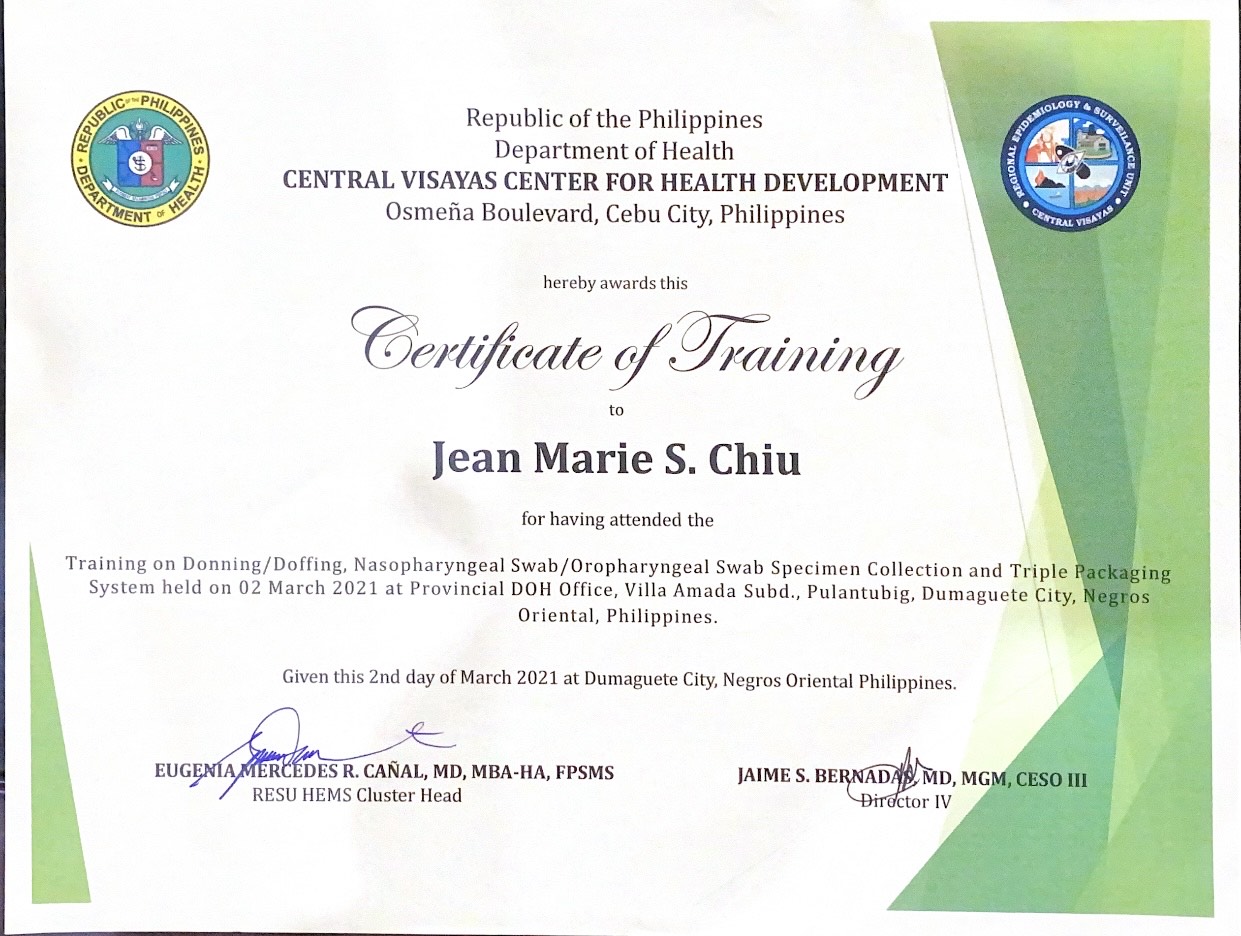 REPUBLIC OF THE PHILIPPINES
DEPARTMENT OF HEALTH
REGIONAL EPIDEMIOLOGY & SURVEILLANCE UNIT
CENTRAL VISAYAS
Republic of the Philippines
Department of Health
CENTRAL VISAYAS CENTER FOR HEALTH DEVELOPMENT
Osmeña Boulevard, Cebu City, Philippines
hereby awards this
Certificate of Training
to
Jean Marie S. Chiu
for having attended the
Training on Donning/Doffing, Nasopharyngeal Swab/Oropharyngeal Swab Specimen Collection and Triple Packaging
System held on 02 March 2021 at Provincial DOH Office, Villa Amada Subd., Pulantubig, Dumaguete City, Negros
Oriental, Philippines.
Given this 2nd day of March 2021 at Dumaguete City, Negros Oriental Philippines.
EUGENIA MERCEDES R. CAÑAL, MD, MBA-HA, FPSMS
RESU HEMS Cluster Head
JAIME S. BERNADAS, MD, MGM, CESO III
Director IV